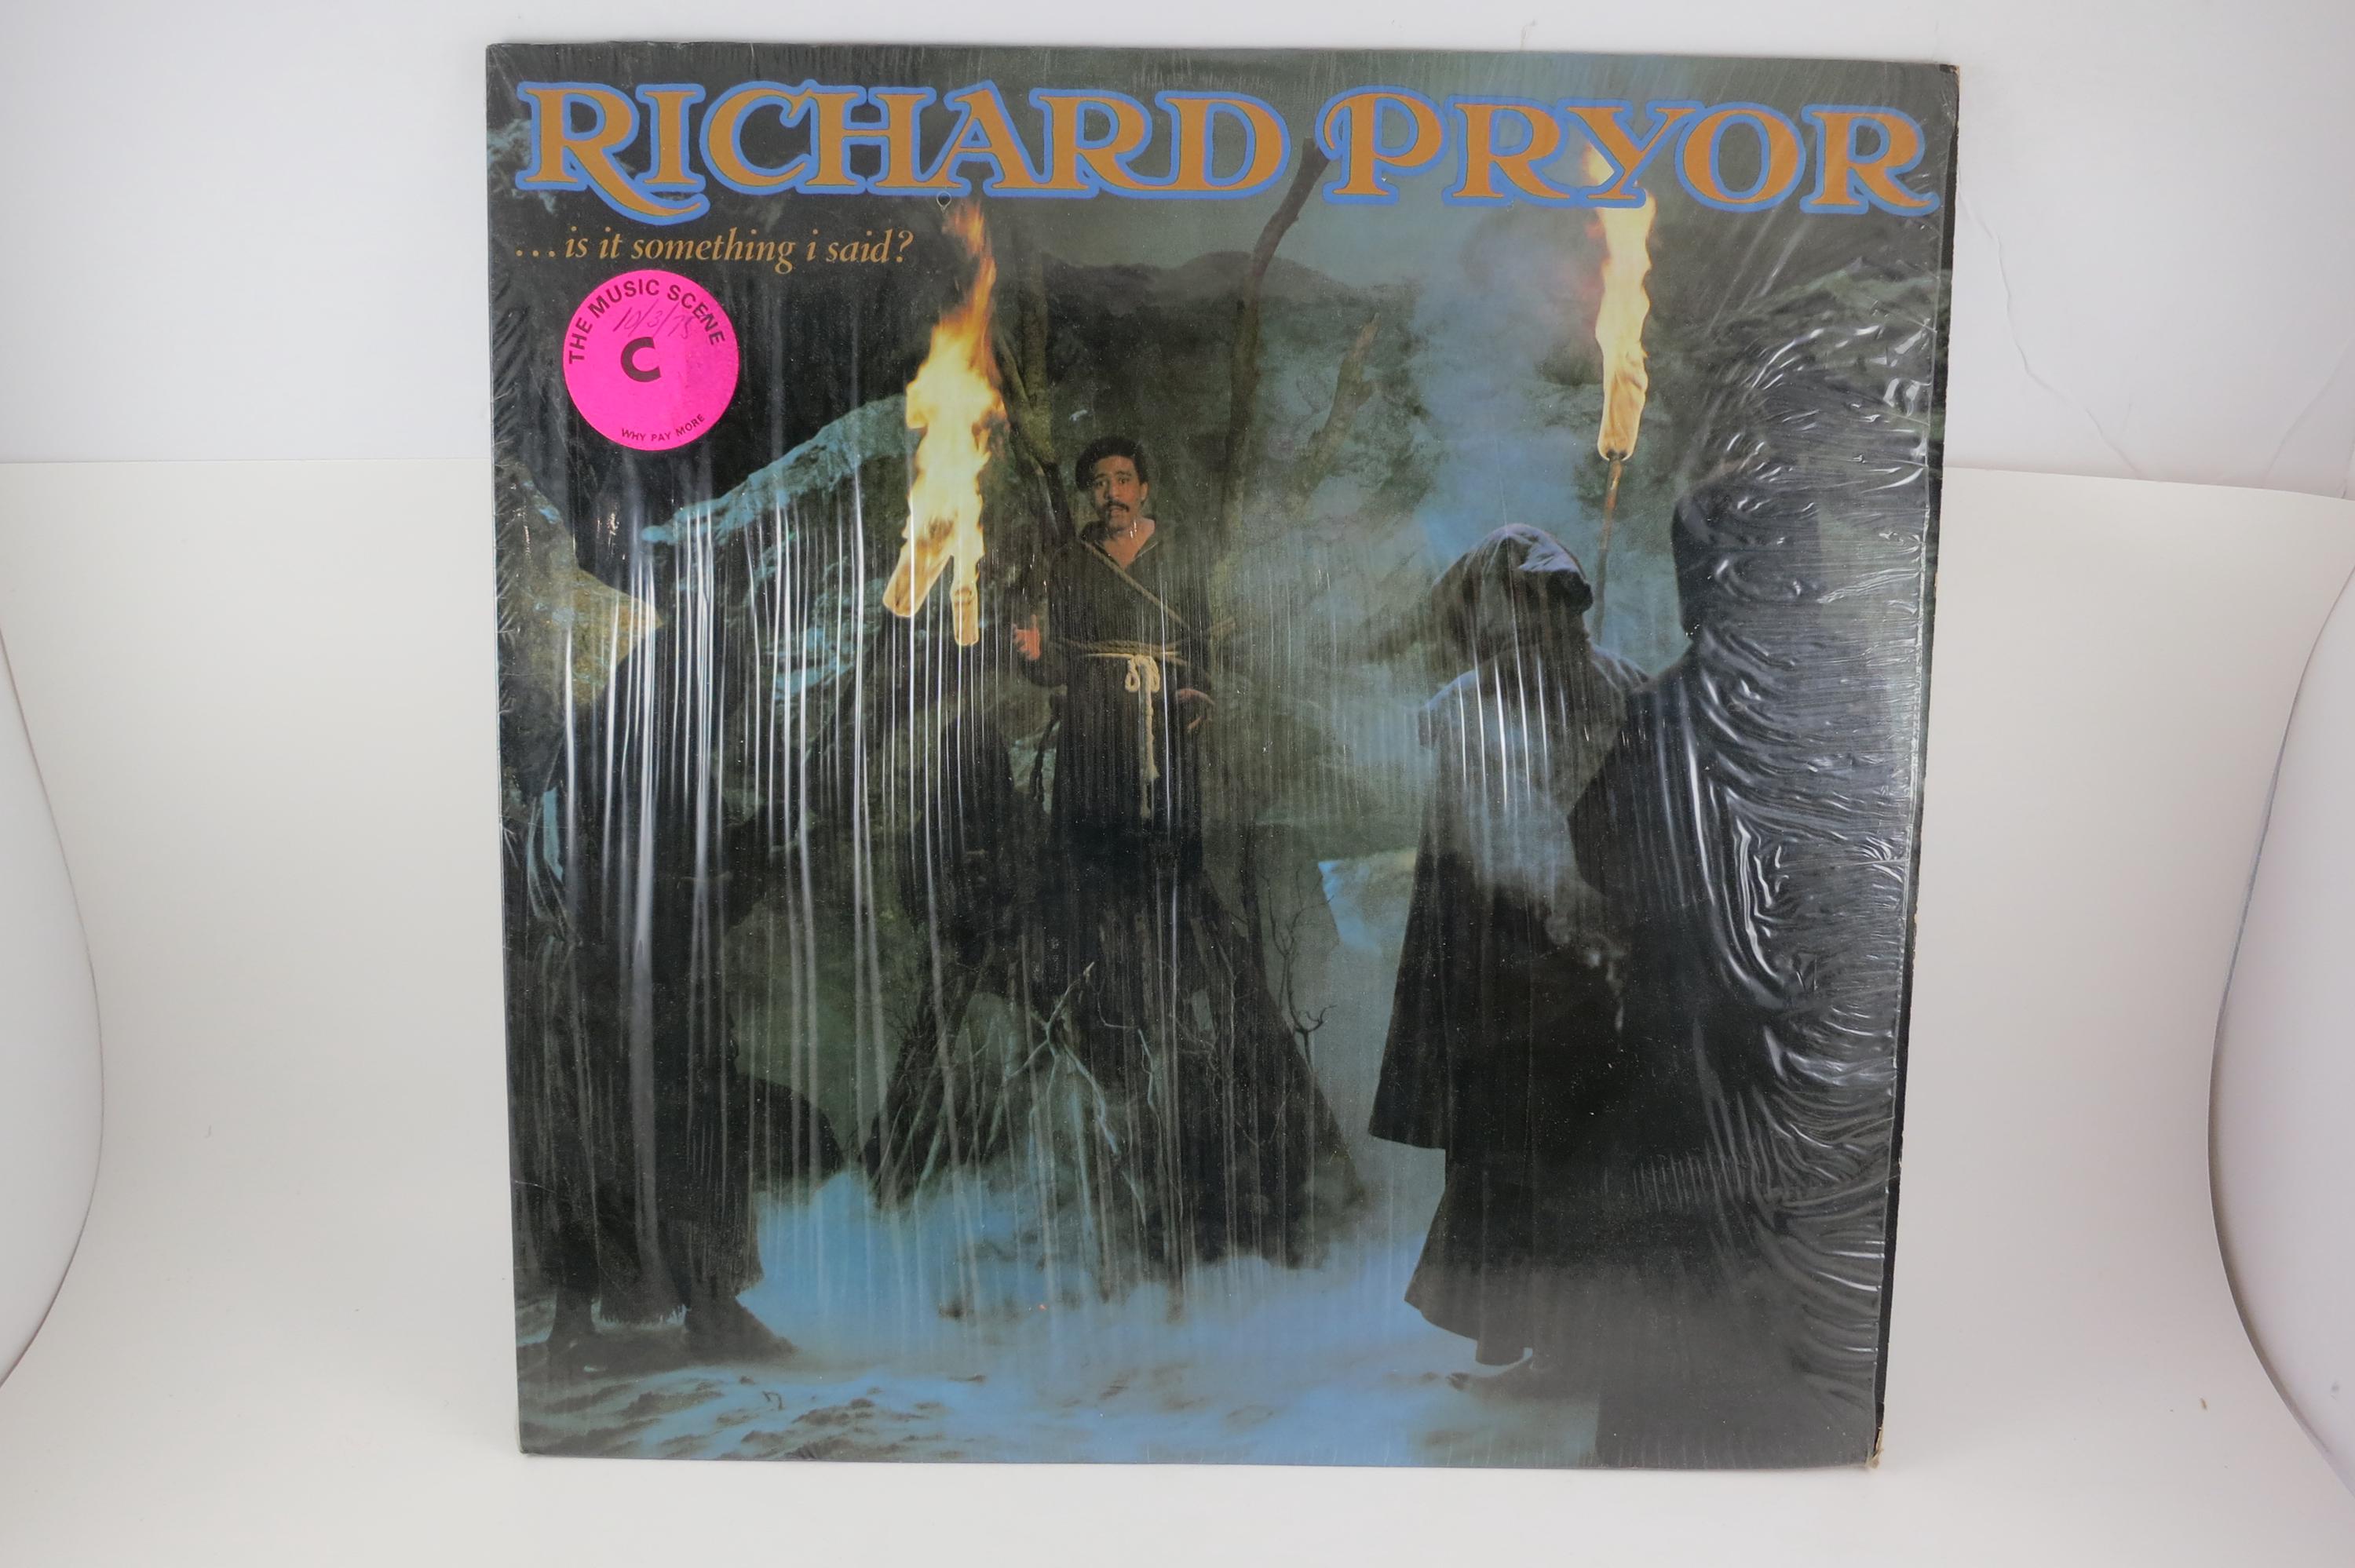 RICHARD PRYOR
...is it something i said?
THE MUSIC SCENE
10/3/75
C
WHY PAY MORE